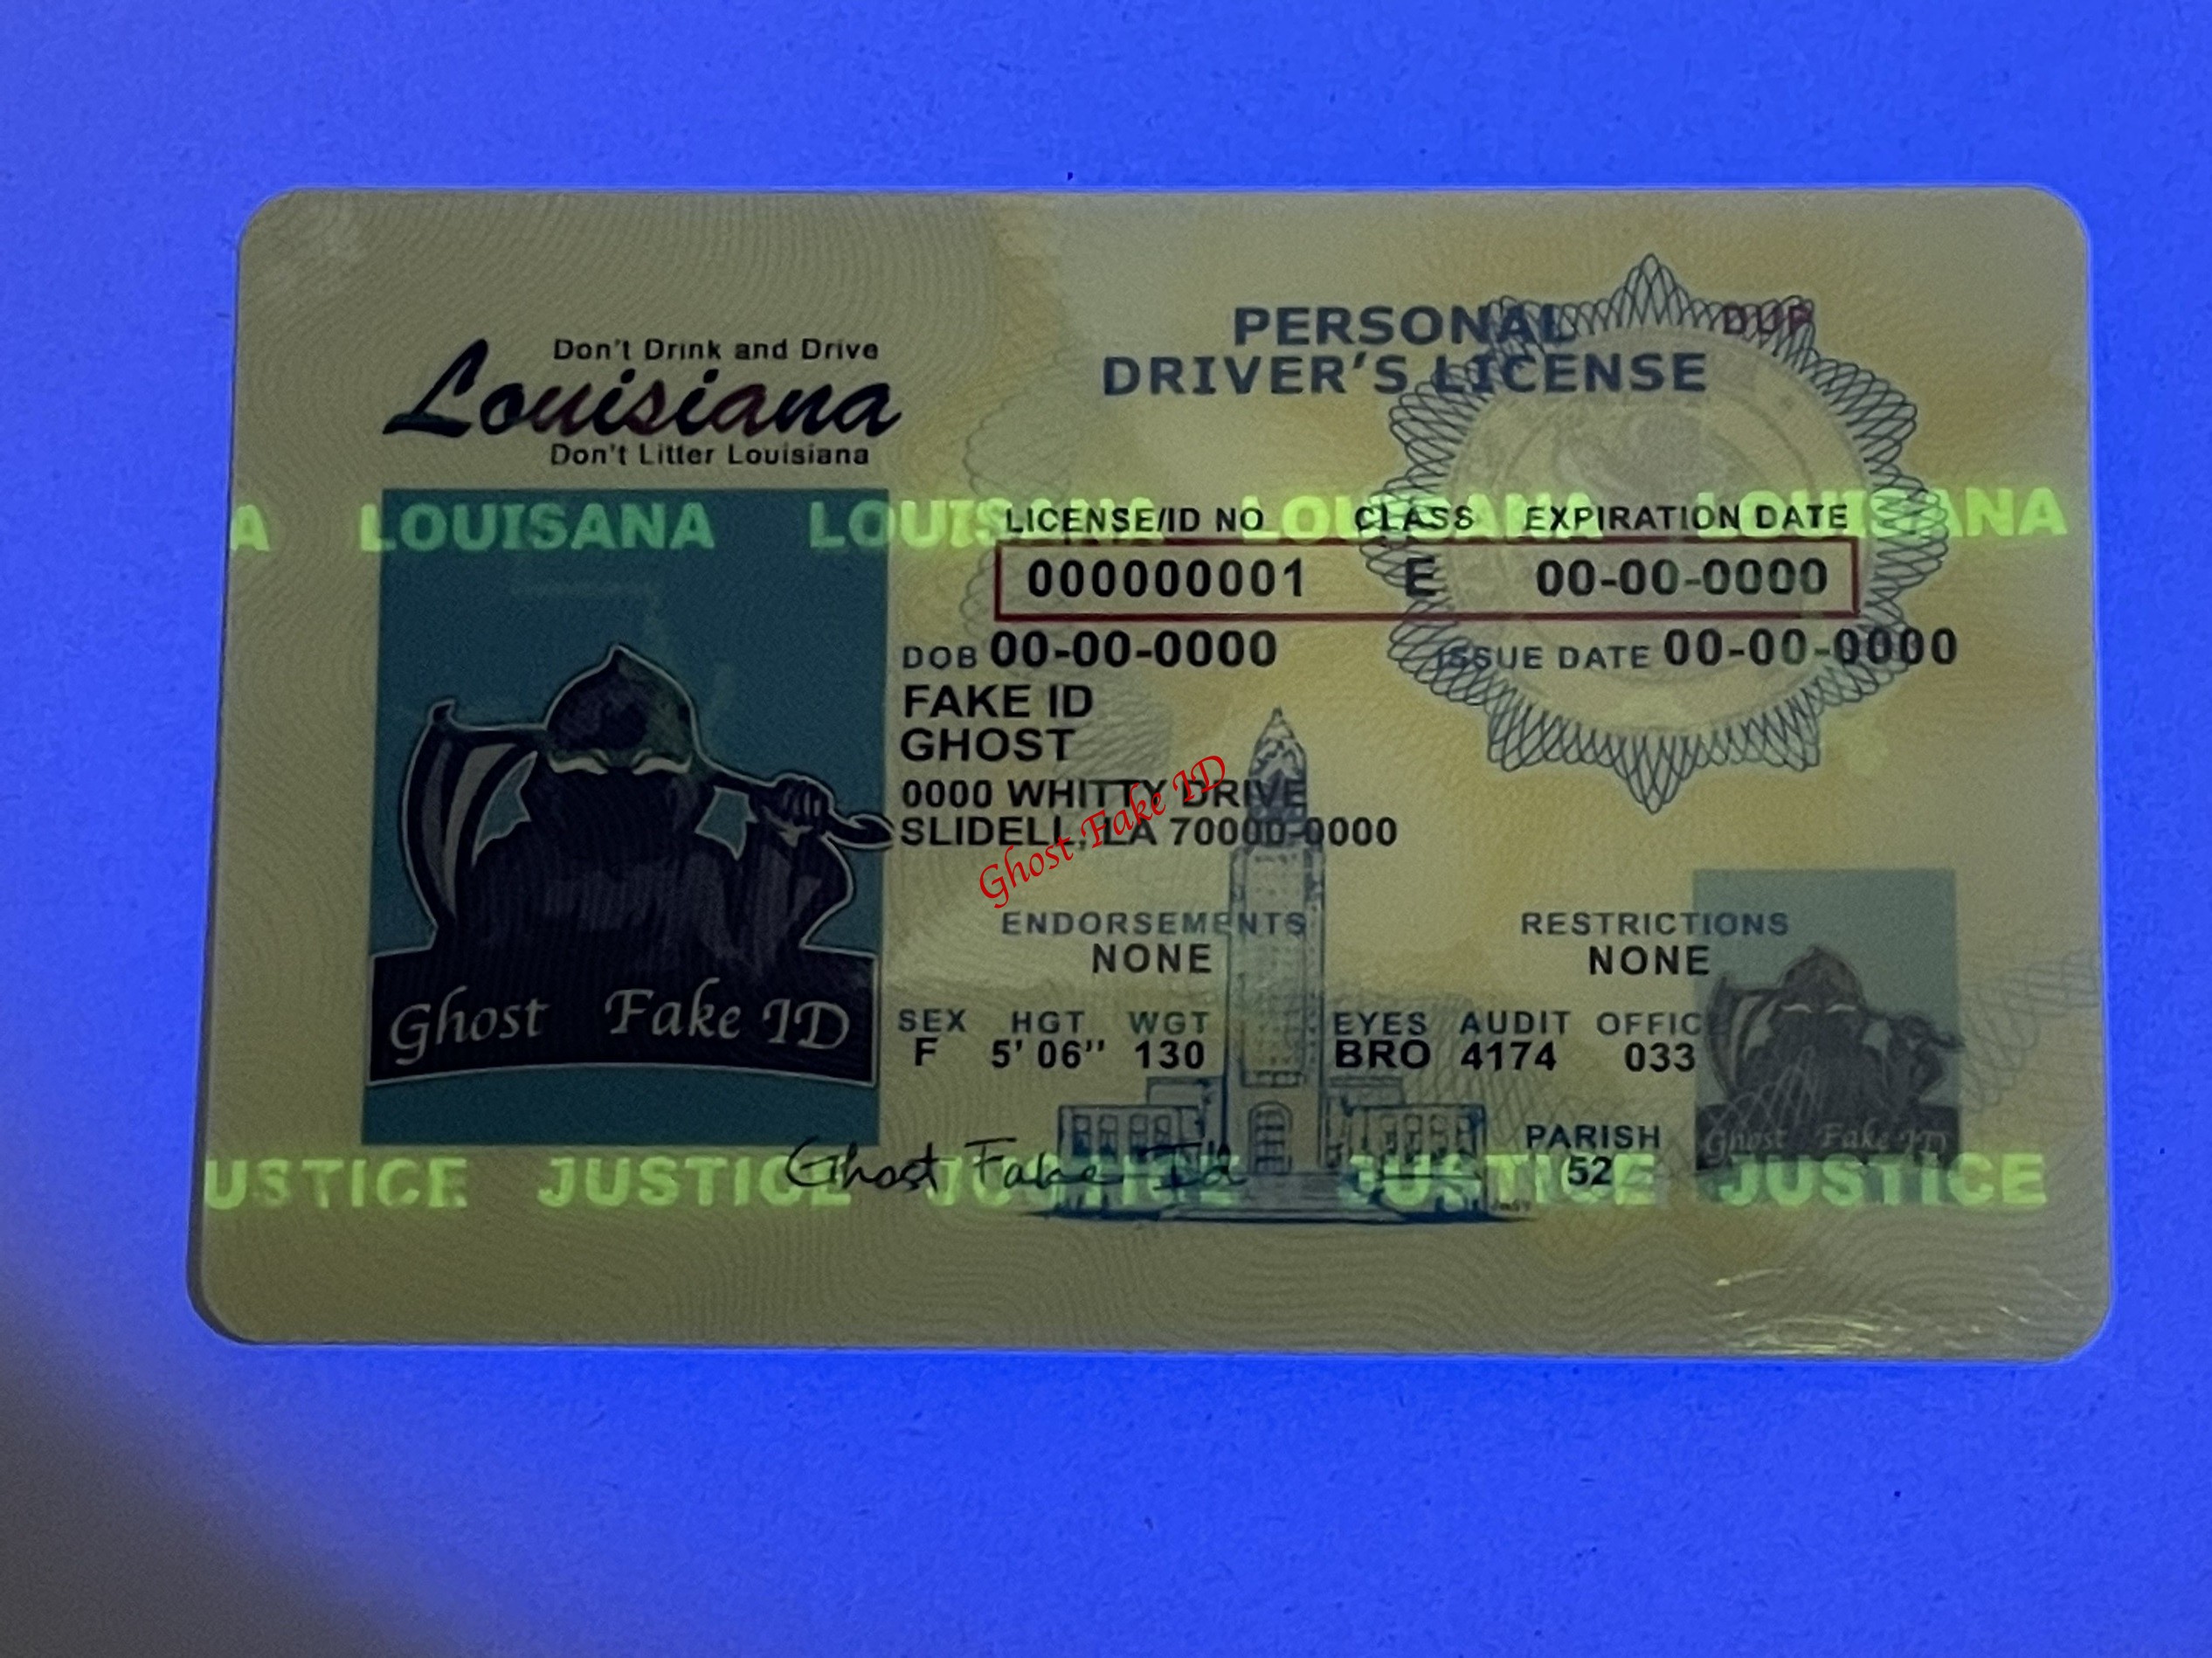 Don't Drink and Drive
Louisiana
Don't Litter Louisiana
PERSONAL
DRIVER'S LICENSE
DUP
A LOUISANA LOUISANA LOUISANA LOUISANA
LICENSE/ID NO CLASS EXPIRATION DATE
000000001 E 00-00-0000
DOB 00-00-0000 ISSUE DATE 00-00-0000
FAKE ID
GHOST
0000 WHITTY DRIVE
SLIDELL, LA 70000-0000
Ghost Fake ID
ENDORSEMENTS RESTRICTIONS
NONE NONE
SEX HGT WGT EYES AUDIT OFFIC
F 5' 06" 130 BRO 4174 033
Ghost Fake ID
Ghost Fake ID
PARISH
52
Ghost Fake Id
USTICE JUSTICE JUSTICE JUSTICE JUSTICE